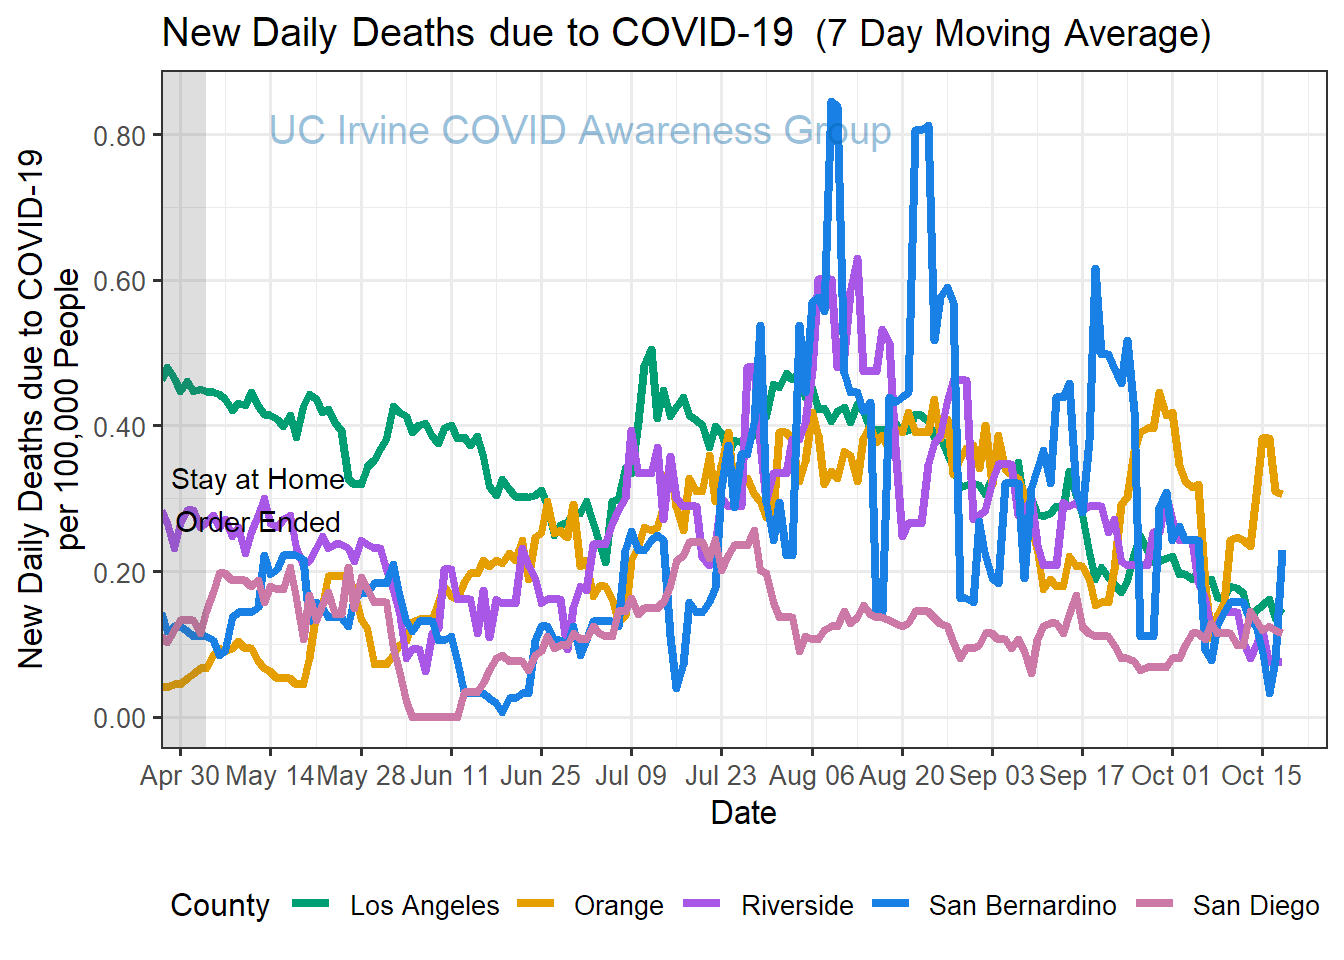 New Daily Deaths due to COVID-19 (7 Day Moving Average)
UC Irvine COVID Awareness Group
New Daily Deaths due to COVID-19
per 100,000 People
0.80
0.60
0.40
0.20
0.00
Stay at Home
Order Ended
Apr 30 May 14 May 28 Jun 11 Jun 25 Jul 09 Jul 23 Aug 06 Aug 20 Sep 03 Sep 17 Oct 01 Oct 15
Date
County Los Angeles Orange Riverside San Bernardino San Diego